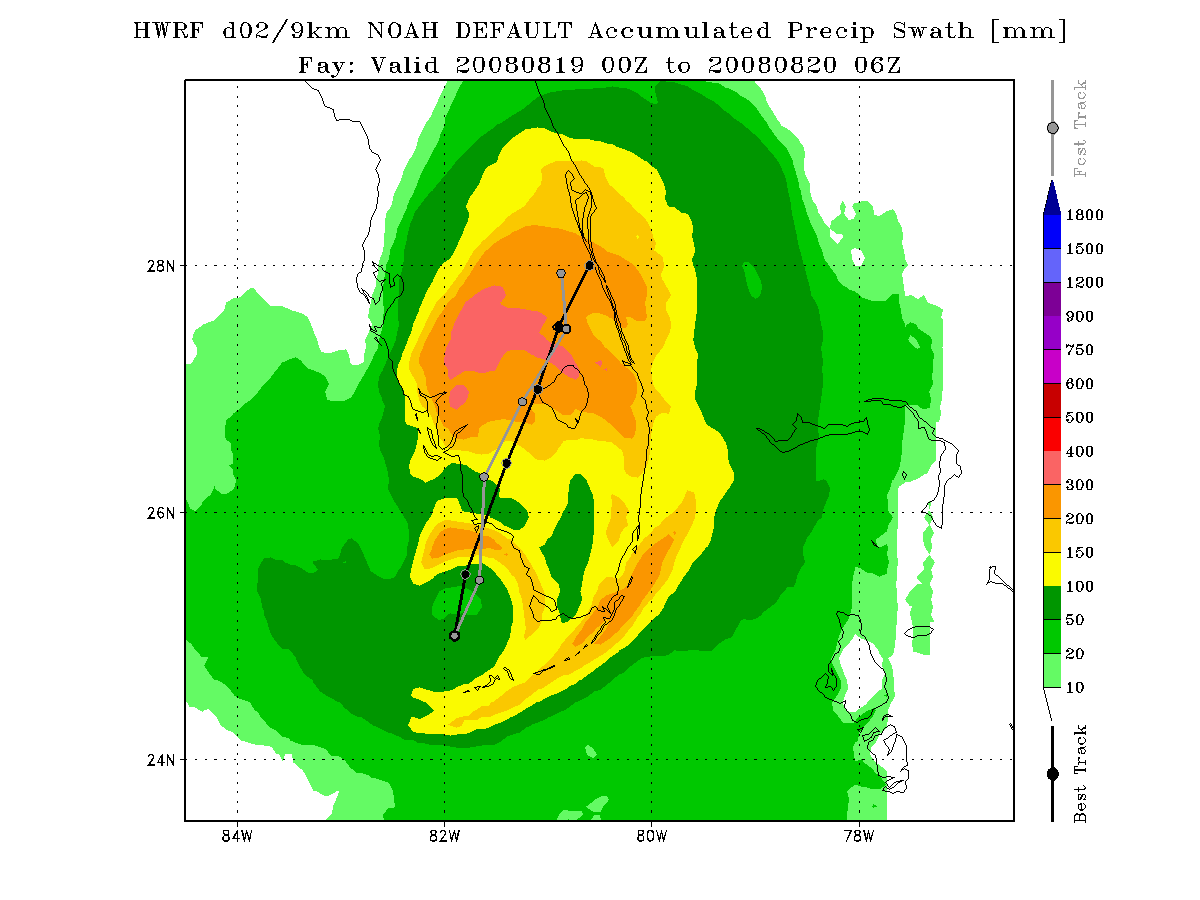 HWRF d02/9km NOAH DEFAULT Accumulated Precip Swath [mm]
Fay: Valid 20080819 00Z to 20080820 06Z
Fcst Track
1800
1500
1200
900
750
600
500
400
300
200
150
100
50
20
10
Best Track
28N
26N
24N
84W
82W
80W
78W